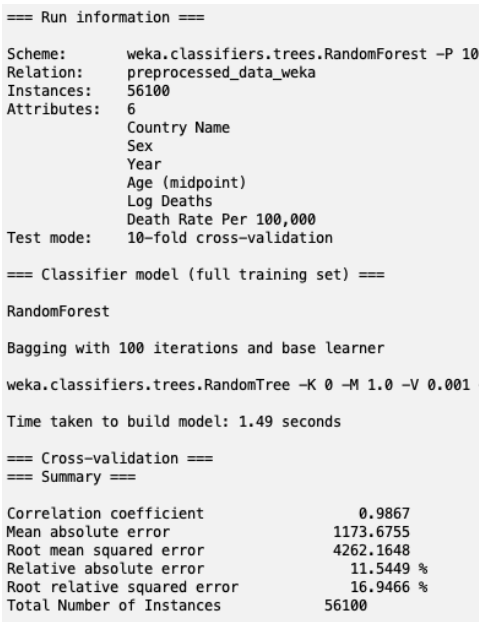 === Run information ===
Scheme: weka.classifiers.trees.RandomForest -P 10
Relation: preprocessed_data_weka
Instances: 56100
Attributes: 6
Country Name
Sex
Year
Age (midpoint)
Log Deaths
Death Rate Per 100,000
Test mode: 10-fold cross-validation
=== Classifier model (full training set) ===
RandomForest
Bagging with 100 iterations and base learner
weka.classifiers.trees.RandomTree -K 0 -M 1.0 -V 0.001
Time taken to build model: 1.49 seconds
=== Cross-validation ===
=== Summary ===
Correlation coefficient 0.9867
Mean absolute error 1173.6755
Root mean squared error 4262.1648
Relative absolute error 11.5449 %
Root relative squared error 16.9466 %
Total Number of Instances 56100